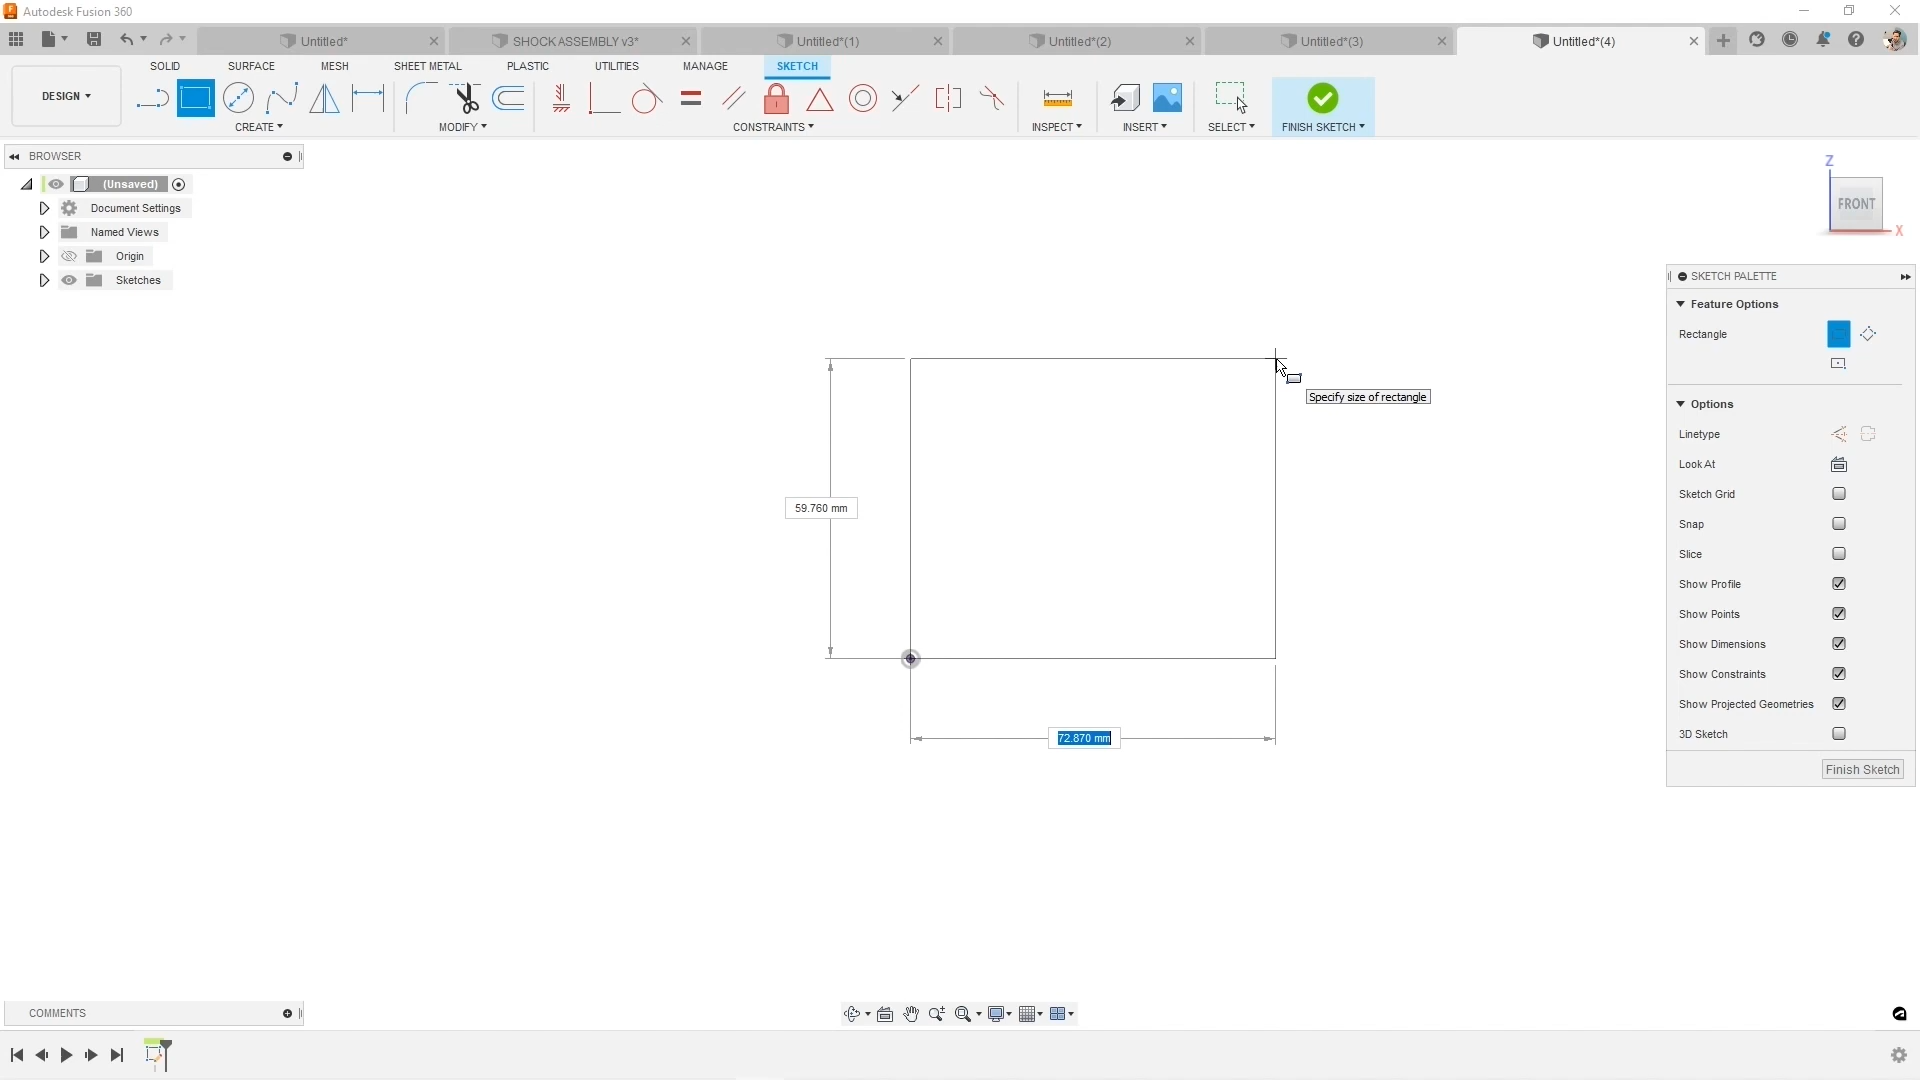 Autodesk Fusion 360
Untitled*
SHOCK ASSEMBLY v3*
Untitled*(1)
Untitled*(2)
Untitled*(3)
Untitled*(4)
SOLID
SURFACE
MESH
SHEET METAL
PLASTIC
UTILITIES
MANAGE
SKETCH
DESIGN
CREATE
MODIFY
CONSTRAINTS
INSPECT
INSERT
SELECT
FINISH SKETCH
BROWSER
(Unsaved)
Document Settings
Named Views
Origin
Sketches
Z
FRONT
X
SKETCH PALETTE
Feature Options
Rectangle
Options
Linetype
Look At
Sketch Grid
Snap
Slice
Show Profile
Show Points
Show Dimensions
Show Constraints
Show Projected Geometries
3D Sketch
Finish Sketch
Specify size of rectangle
59.760 mm
72.870 mm
COMMENTS